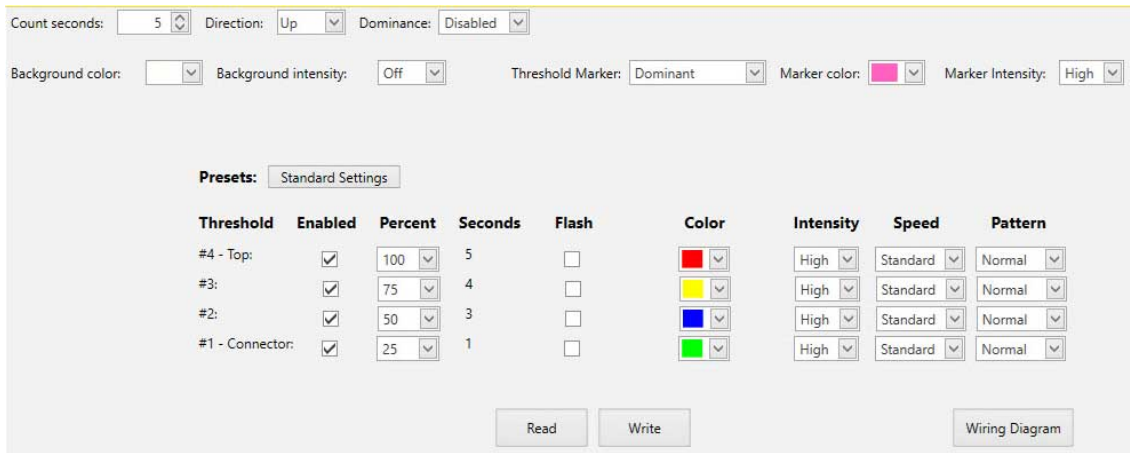 Count seconds: 5 Direction: Up Dominance: Disabled
Background color: Background intensity: Off Threshold Marker: Dominant Marker color: Marker Intensity: High
Presets: Standard Settings
Threshold Enabled Percent Seconds Flash Color Intensity Speed Pattern
#4 - Top: 100 5 High Standard Normal
#3: 75 4 High Standard Normal
#2: 50 3 High Standard Normal
#1 - Connector: 25 1 High Standard Normal
Read Write Wiring Diagram